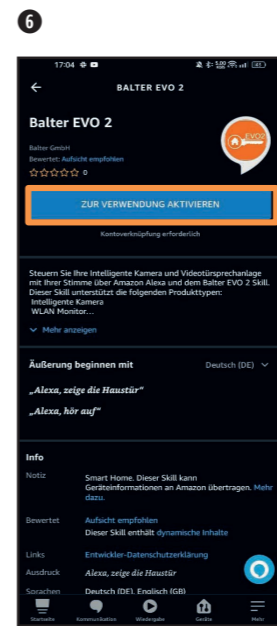 6
17:04
BALTER EVO 2
Balter EVO 2
EVO2
Balter GmbH
Bewertet: Aufsicht empfohlen
0
ZUR VERWENDUNG AKTIVIEREN
Kontoverknüpfung erforderlich
Steuern Sie Ihre Intelligente Kamera und Videotürsprechanlage
mit Ihrer Stimme über Amazon Alexa und dem Balter EVO 2 Skill.
Dieser Skill unterstützt die folgenden Produkttypen:
Intelligente Kamera
WLAN Monitor...
Mehr anzeigen
Äußerung beginnen mit
Deutsch (DE)
„Alexa, zeige die Haustür“
„Alexa, hör auf“
Info
Notiz
Smart Home. Dieser Skill kann
Geräteinformationen an Amazon übertragen. Mehr
dazu.
Bewertet
Aufsicht empfohlen
Dieser Skill enthält dynamische Inhalte
Links
Entwickler-Datenschutzerklärung
Ausdruck
Alexa, zeige die Haustür
Sprachen
Deutsch (DE), Englisch (GB)
Startseite
Kommunikation
Wiedergabe
Geräte
Mehr